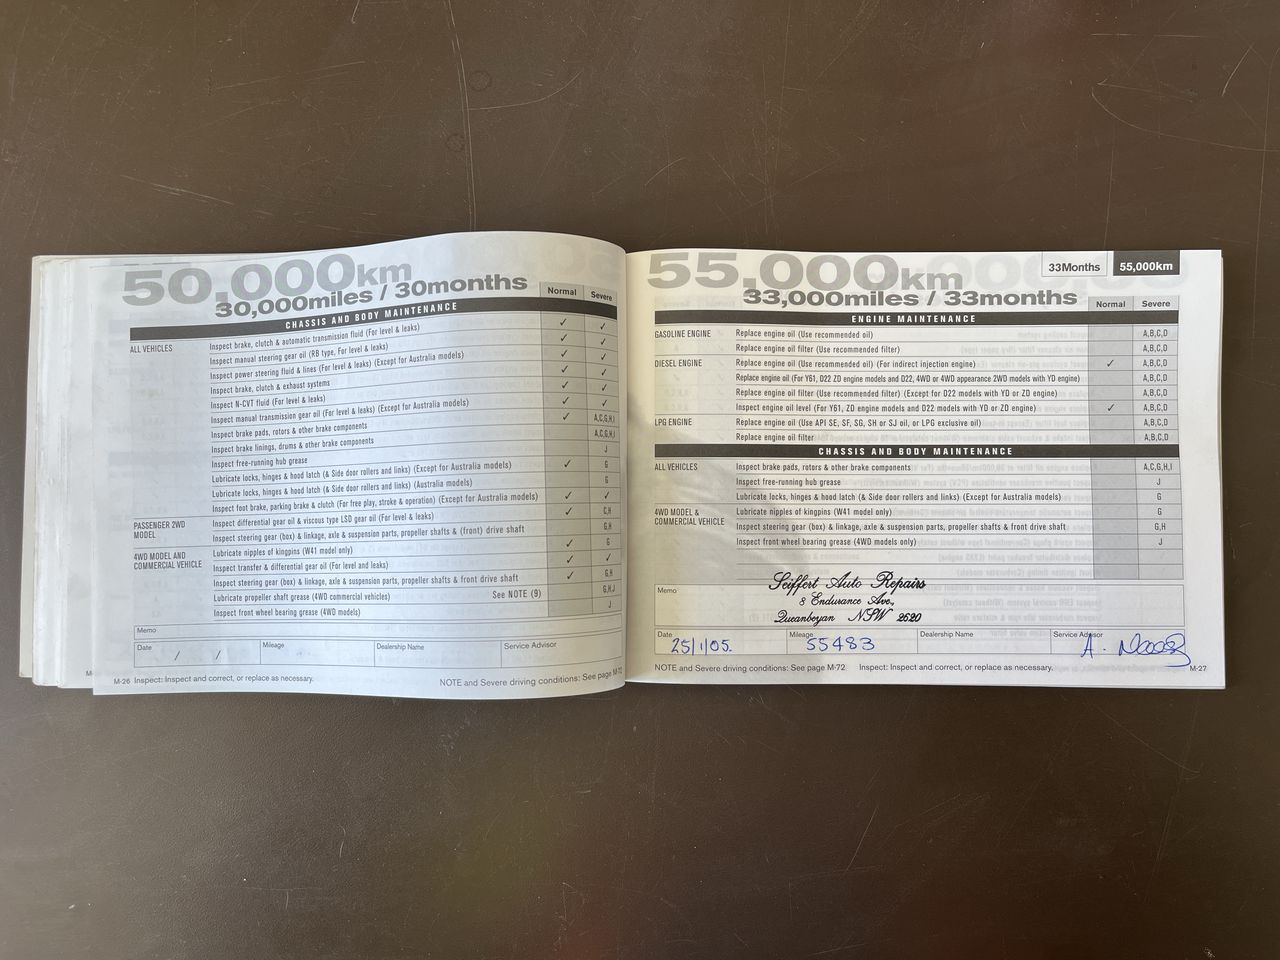 50,000km
30,000miles / 30months
Normal Severe
CHASSIS AND BODY MAINTENANCE
ALL VEHICLES Inspect brake, clutch & automatic transmission fluid (For level & leaks) ✓ ✓
Inspect manual steering gear oil (RB type, For level & leaks) ✓ ✓
Inspect power steering fluid & lines (For level & leaks) (Except for Australia models) ✓ ✓
Inspect brake, clutch & exhaust systems ✓ ✓
Inspect N-CVT fluid (For level & leaks) ✓ ✓
Inspect manual transmission gear oil (For level & leaks) (Except for Australia models) ✓ ✓
Inspect brake pads, rotors & other brake components ✓ A,C,G,H,I
Inspect brake linings, drums & other brake components A,C,G,H,I
Inspect free-running hub grease J
Lubricate locks, hinges & hood latch (& Side door rollers and links) (Except for Australia models) ✓ G
Lubricate locks, hinges & hood latch (& Side door rollers and links) (Australia models) G
Inspect foot brake, parking brake & clutch (For free play, stroke & operation) (Except for Australia models) ✓ ✓
PASSENGER 2WD MODEL Inspect differential gear oil & viscous type LSD gear oil (For level & leaks) ✓ C,H
Inspect steering gear (box) & linkage, axle & suspension parts, propeller shafts & (front) drive shaft G,H
4WD MODEL AND COMMERCIAL VEHICLE Lubricate nipples of kingpins (W41 model only) ✓ G
Inspect transfer & differential gear oil (For level and leaks) ✓ ✓
Inspect steering gear (box) & linkage, axle & suspension parts, propeller shafts & front drive shaft ✓ G,H
Lubricate propeller shaft grease (4WD commercial vehicles) See NOTE (9) G,H,J
Inspect front wheel bearing grease (4WD models) J
Memo
Date / / Mileage Dealership Name Service Advisor
M-26 Inspect: Inspect and correct, or replace as necessary. NOTE and Severe driving conditions: See page M-72
55,000km
33Months 55,000km
33,000miles / 33months
Normal Severe
ENGINE MAINTENANCE
GASOLINE ENGINE Replace engine oil (Use recommended oil) A,B,C,D
Replace engine oil filter (Use recommended filter) A,B,C,D
DIESEL ENGINE Replace engine oil (Use recommended oil) (For indirect injection engine) ✓ A,B,C,D
Replace engine oil (For Y61, D22 ZD engine models and D22, 4WD or 4WD appearance 2WD models with YD engine) A,B,C,D
Replace engine oil filter (Use recommended filter) (Except for D22 models with YD or ZD engine) A,B,C,D
Inspect engine oil level (For Y61, ZD engine models and D22 models with YD or ZD engine) ✓ A,B,C,D
LPG ENGINE Replace engine oil (Use API SE, SF, SG, SH or SJ oil, or LPG exclusive oil) A,B,C,D
Replace engine oil filter A,B,C,D
CHASSIS AND BODY MAINTENANCE
ALL VEHICLES Inspect brake pads, rotors & other brake components A,C,G,H,I
Inspect free-running hub grease J
Lubricate locks, hinges & hood latch (& Side door rollers and links) (Except for Australia models) G
4WD MODEL & COMMERCIAL VEHICLE Lubricate nipples of kingpins (W41 model only) G
Inspect steering gear (box) & linkage, axle & suspension parts, propeller shafts & front drive shaft G,H
Inspect front wheel bearing grease (4WD models only) J
Seiffert Auto Repairs
Memo
8 Endurance Ave.,
Queanbeyan NSW 2620
Date 25/1/05. Mileage 55483 Dealership Name Service Advisor A.
NOTE and Severe driving conditions: See page M-72 Inspect: Inspect and correct, or replace as necessary. M-27